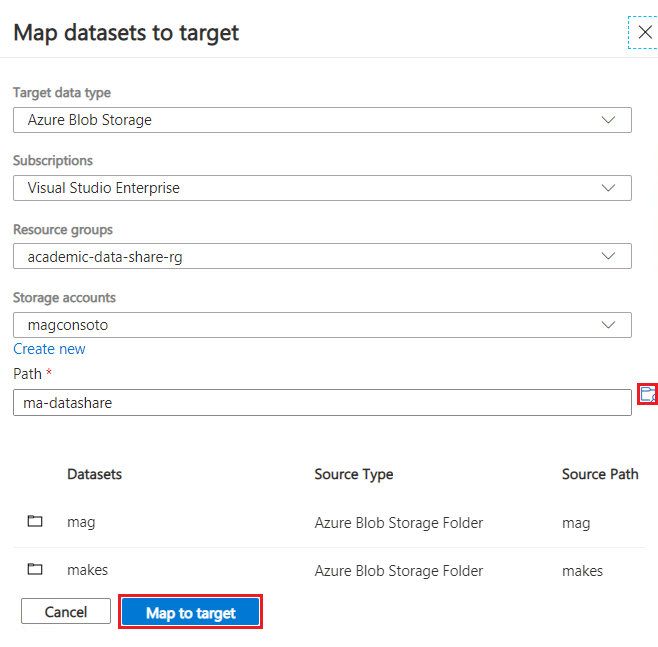 Map datasets to target
Target data type
Azure Blob Storage
Subscriptions
Visual Studio Enterprise
Resource groups
academic-data-share-rg
Storage accounts
magconsoto
Create new
Path *
ma-datashare
Datasets Source Type Source Path
mag Azure Blob Storage Folder mag
makes Azure Blob Storage Folder makes
Cancel Map to target